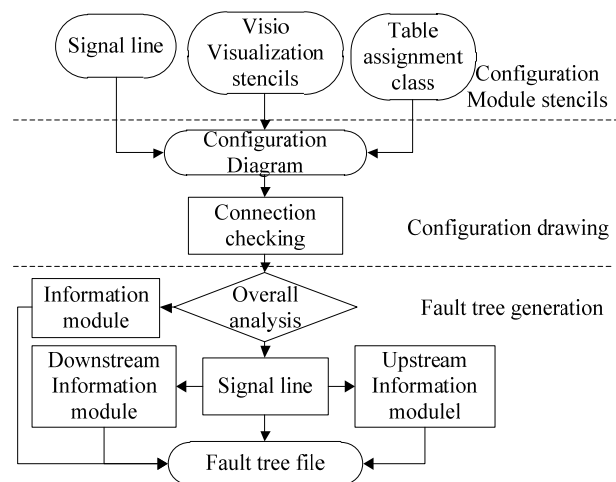 Signal line
Visio
Visualization
stencils
Table
assignment
class
Configuration
Module stencils
Configuration
Diagram
Connection
checking
Configuration drawing
Information
module
Overall
analysis
Fault tree generation
Downstream
Information
module
Signal line
Upstream
Information
modulel
Fault tree file